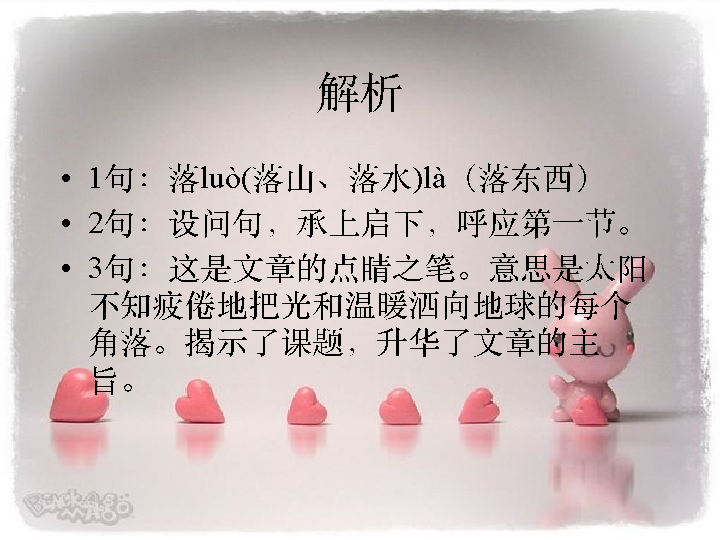 解析
• 1句：落luò(落山、落水)là（落东西）
• 2句：设问句，承上启下，呼应第一节。
• 3句：这是文章的点睛之笔。意思是太阳
不知疲倦地把光和温暖洒向地球的每个
角落。揭示了课题，升华了文章的主
旨。